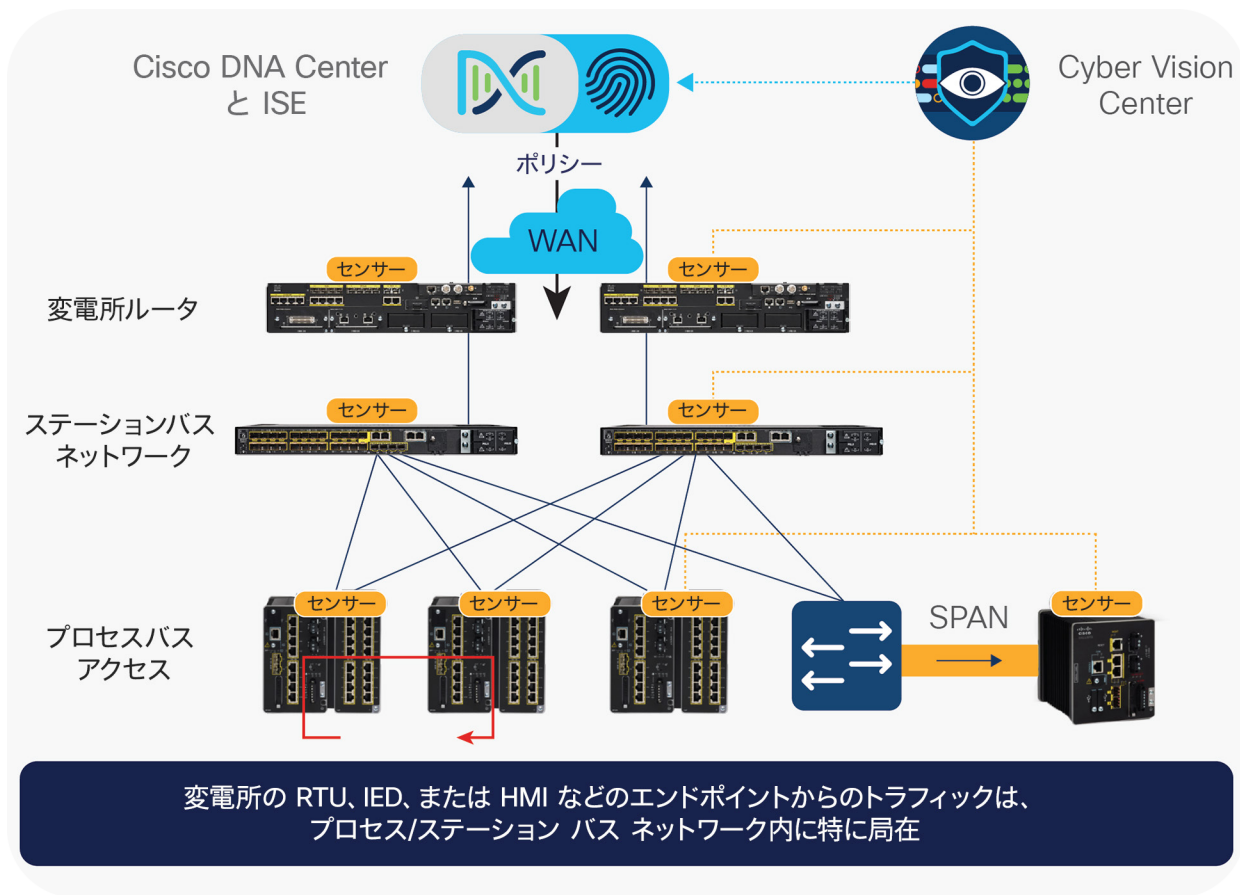 Cisco DNA Center
と ISE
Cyber Vision
Center
ポリシー
WAN
センサー
センサー
変電所ルータ
センサー
センサー
ステーションバス
ネットワーク
センサー
センサー
センサー
SPAN
センサー
プロセスバス
アクセス
変電所の RTU、IED、または HMI などのエンドポイントからのトラフィックは、
プロセス/ステーション バス ネットワーク内に特に局在